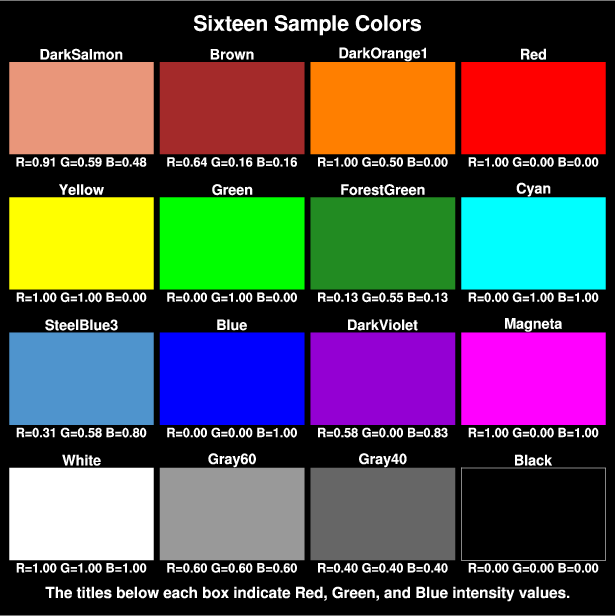 Sixteen Sample Colors
DarkSalmon Brown DarkOrange1 Red
R=0.91 G=0.59 B=0.48 R=0.64 G=0.16 B=0.16 R=1.00 G=0.50 B=0.00 R=1.00 G=0.00 B=0.00
Yellow Green ForestGreen Cyan
R=1.00 G=1.00 B=0.00 R=0.00 G=1.00 B=0.00 R=0.13 G=0.55 B=0.13 R=0.00 G=1.00 B=1.00
SteelBlue3 Blue DarkViolet Magneta
R=0.31 G=0.58 B=0.80 R=0.00 G=0.00 B=1.00 R=0.58 G=0.00 B=0.83 R=1.00 G=0.00 B=1.00
White Gray60 Gray40 Black
R=1.00 G=1.00 B=1.00 R=0.60 G=0.60 B=0.60 R=0.40 G=0.40 B=0.40 R=0.00 G=0.00 B=0.00
The titles below each box indicate Red, Green, and Blue intensity values.